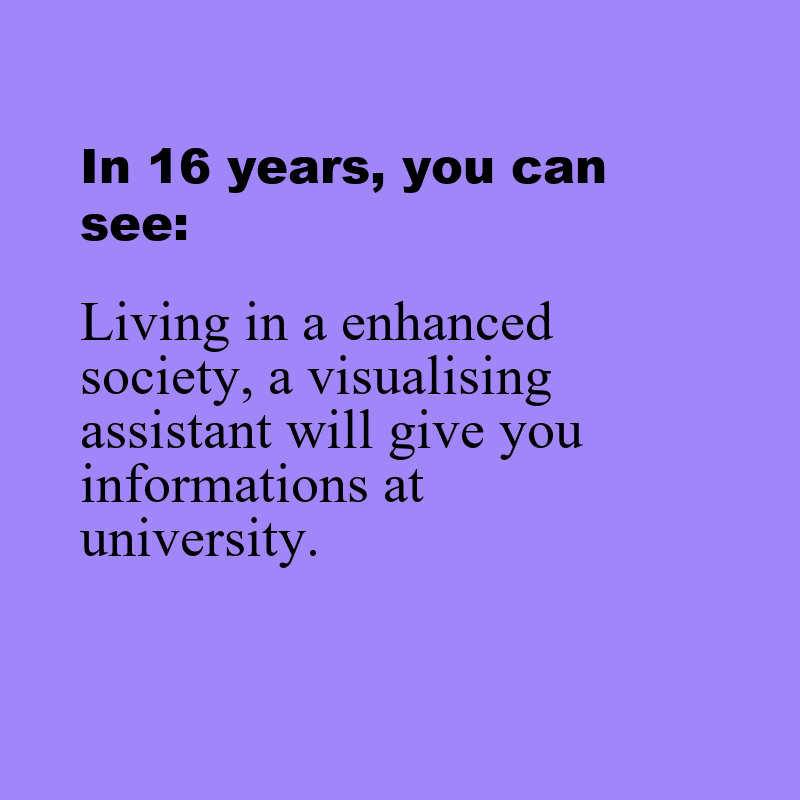 In 16 years, you can
see:
Living in a enhanced
society, a visualising
assistant will give you
informations at
university.